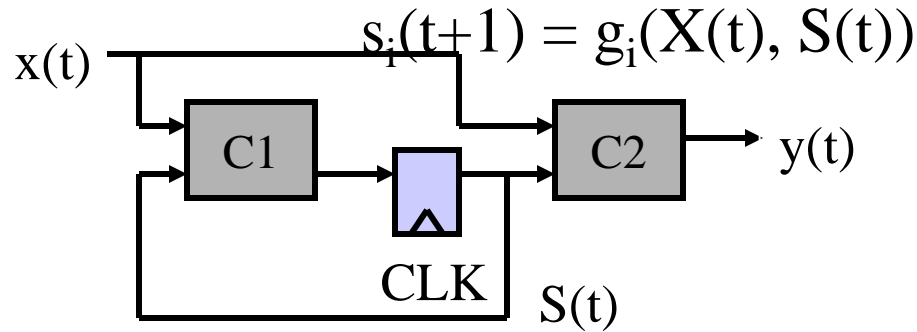 s_i(t+1) = g_i(X(t), S(t))
x(t)
C1
C2
y(t)
CLK
S(t)